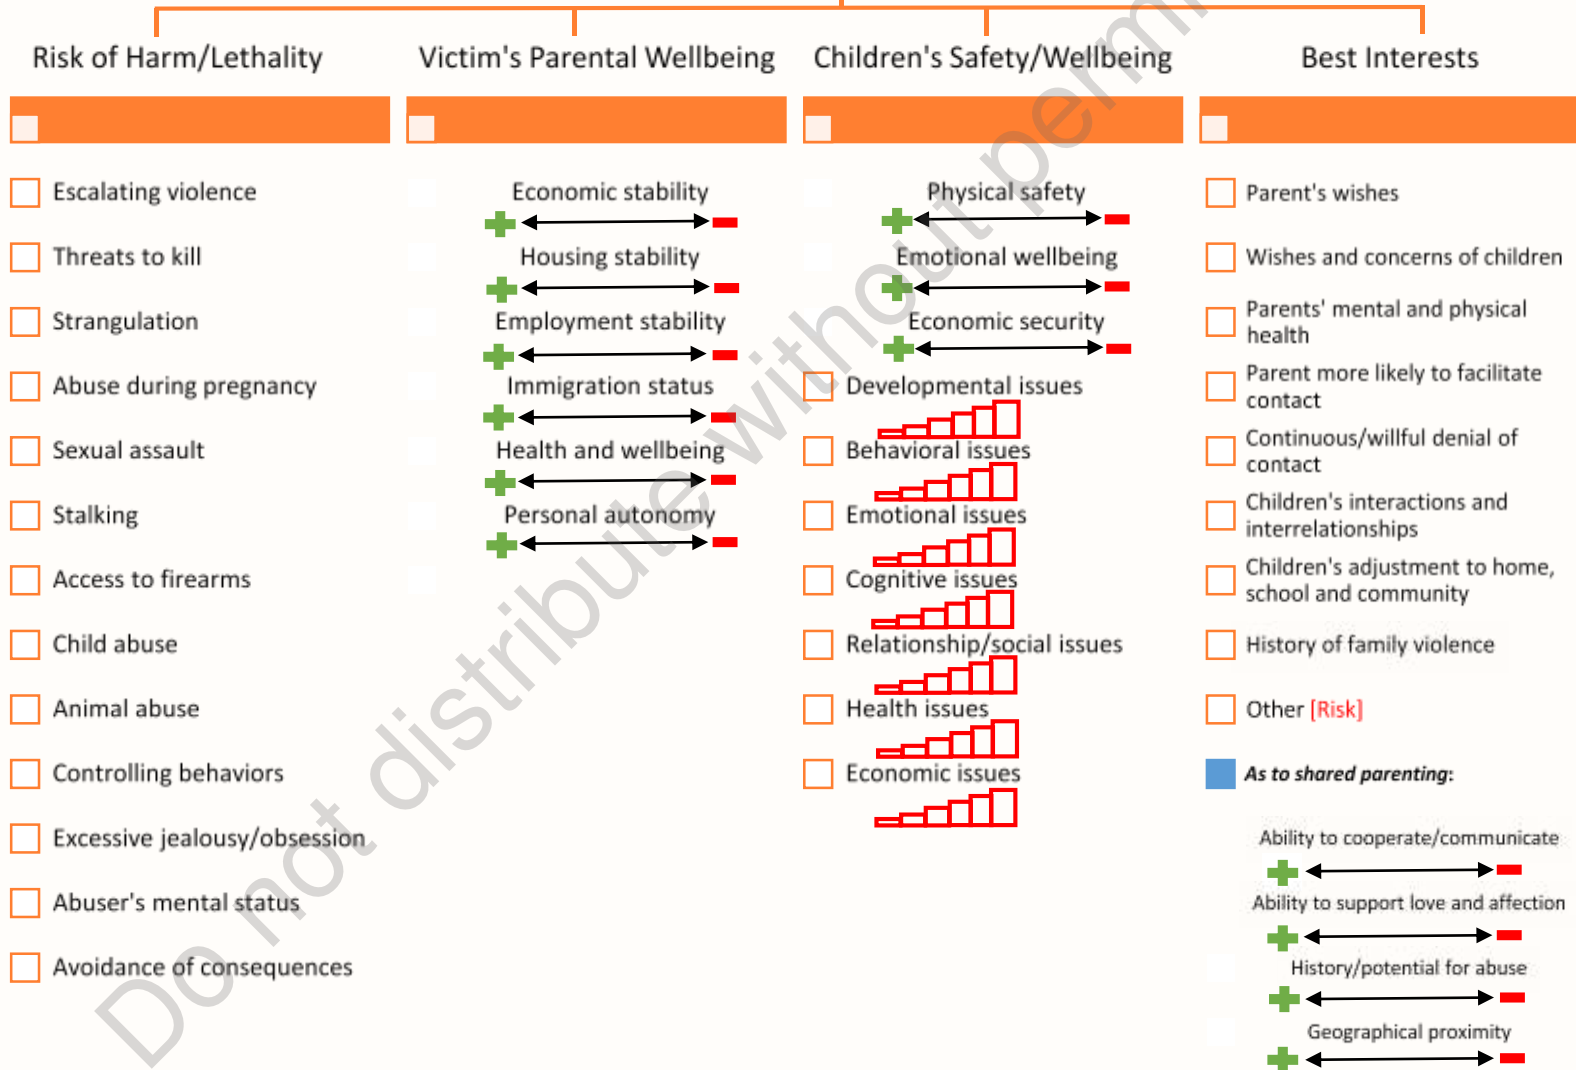 Risk of Harm/Lethality
Escalating violence
Threats to kill
Strangulation
Abuse during pregnancy
Sexual assault
Stalking
Access to firearms
Child abuse
Animal abuse
Controlling behaviors
Excessive jealousy/obsession
Abuser's mental status
Avoidance of consequences
Victim's Parental Wellbeing
Economic stability
Housing stability
Employment stability
Immigration status
Health and wellbeing
Personal autonomy
Children's Safety/Wellbeing
Physical safety
Emotional wellbeing
Economic security
Developmental issues
Behavioral issues
Emotional issues
Cognitive issues
Relationship/social issues
Health issues
Economic issues
Best Interests
Parent's wishes
Wishes and concerns of children
Parents' mental and physical
health
Parent more likely to facilitate
contact
Continuous/willful denial of
contact
Children's interactions and
interrelationships
Children's adjustment to home,
school and community
History of family violence
Other [Risk]
As to shared parenting:
Ability to cooperate/communicate
Ability to support love and affection
History/potential for abuse
Geographical proximity
Do not distribute without